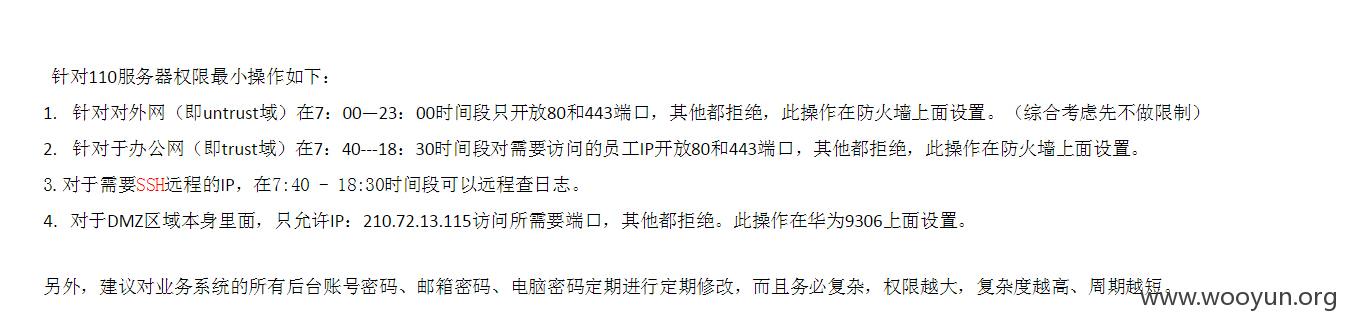 针对110服务器权限最小操作如下：
1. 针对对外网（即untrust域）在7：00—23：00时间段只开放80和443端口，其他都拒绝，此操作在防火墙上面设置。（综合考虑先不做限制）
2. 针对于办公网（即trust域）在7：40---18：30时间段对需要访问的员工IP开放80和443端口，其他都拒绝，此操作在防火墙上面设置。
3. 对于需要SSH远程的IP，在7:40 - 18:30时间段可以远程查日志。
4. 对于DMZ区域本身里面，只允许IP：210.72.13.115访问所需要端口，其他都拒绝。此操作在华为9306上面设置。
另外，建议对业务系统的所有后台账号密码、邮箱密码、电脑密码定期进行定期修改，而且务必复杂，权限越大，复杂度越高、周期越短。
www.wooyun.org